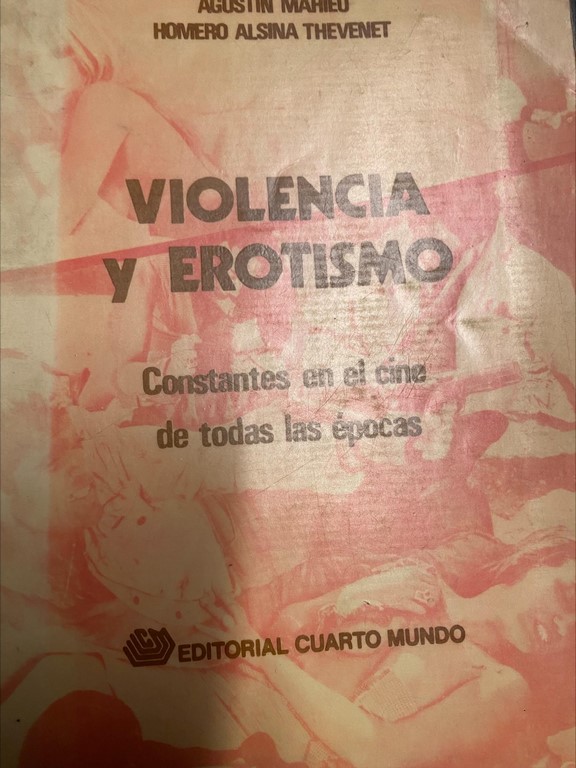 AGUSTIN MAHIEU
HOMERO ALSINA THEVENET
VIOLENCIA
y EROTISMO
Constantes en el cine
de todas las épocas
EDITORIAL CUARTO MUNDO